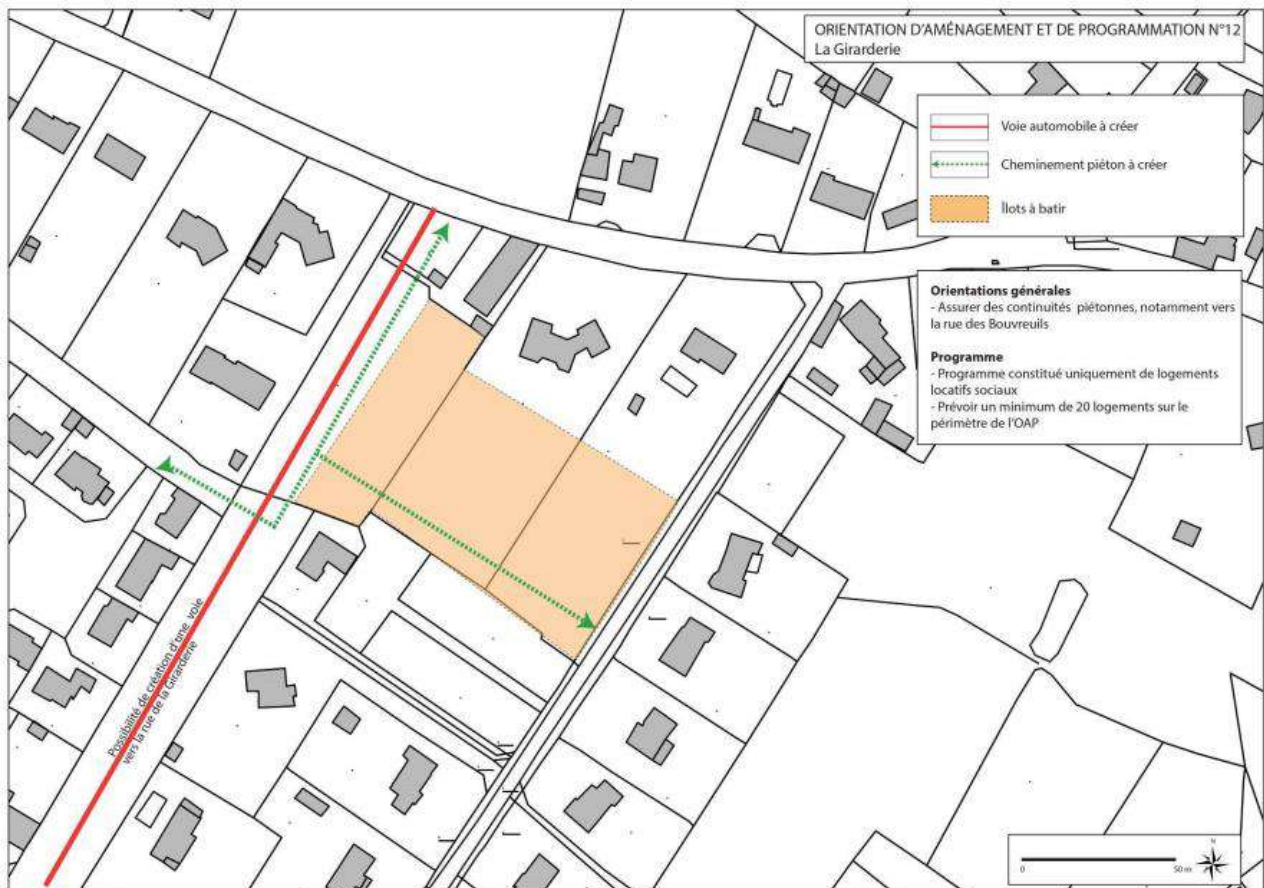 ORIENTATION D'AMÉNAGEMENT ET DE PROGRAMMATION N°12
La Girarderie
Voie automobile à créer
Cheminement piéton à créer
Îlots à batir
Orientations générales
- Assurer des continuités piétonnes, notamment vers
la rue des Bouvreuils
Programme
- Programme constitué uniquement de logements
locatifs sociaux
- Prévoir un minimum de 20 logements sur le
périmètre de l'OAP
Possibilité de création d'une voie
vers la rue de la Girarderie
N
0 50 m